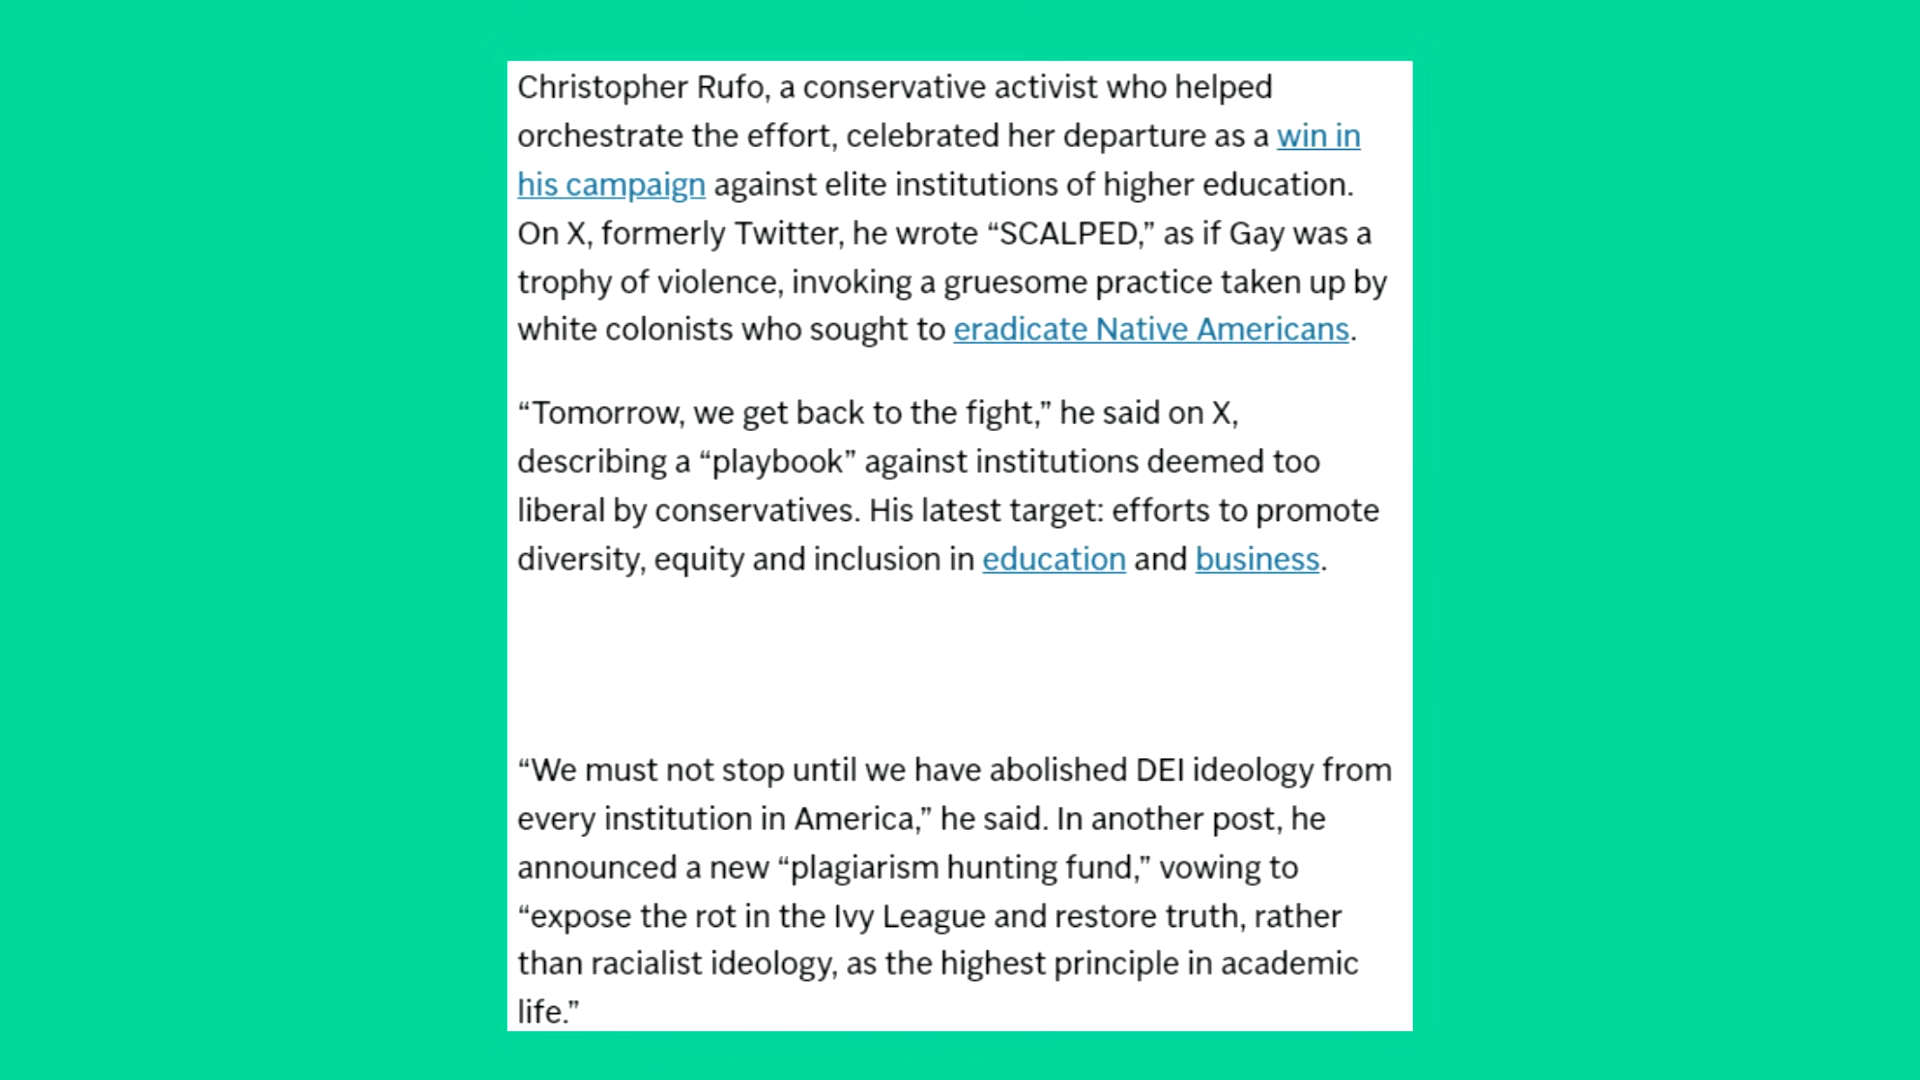 Christopher Rufo, a conservative activist who helped
orchestrate the effort, celebrated her departure as a win in
his campaign against elite institutions of higher education.
On X, formerly Twitter, he wrote “SCALPED,” as if Gay was a
trophy of violence, invoking a gruesome practice taken up by
white colonists who sought to eradicate Native Americans.
“Tomorrow, we get back to the fight,” he said on X,
describing a “playbook” against institutions deemed too
liberal by conservatives. His latest target: efforts to promote
diversity, equity and inclusion in education and business.
“We must not stop until we have abolished DEI ideology from
every institution in America,” he said. In another post, he
announced a new “plagiarism hunting fund,” vowing to
“expose the rot in the Ivy League and restore truth, rather
than racialist ideology, as the highest principle in academic
life.”